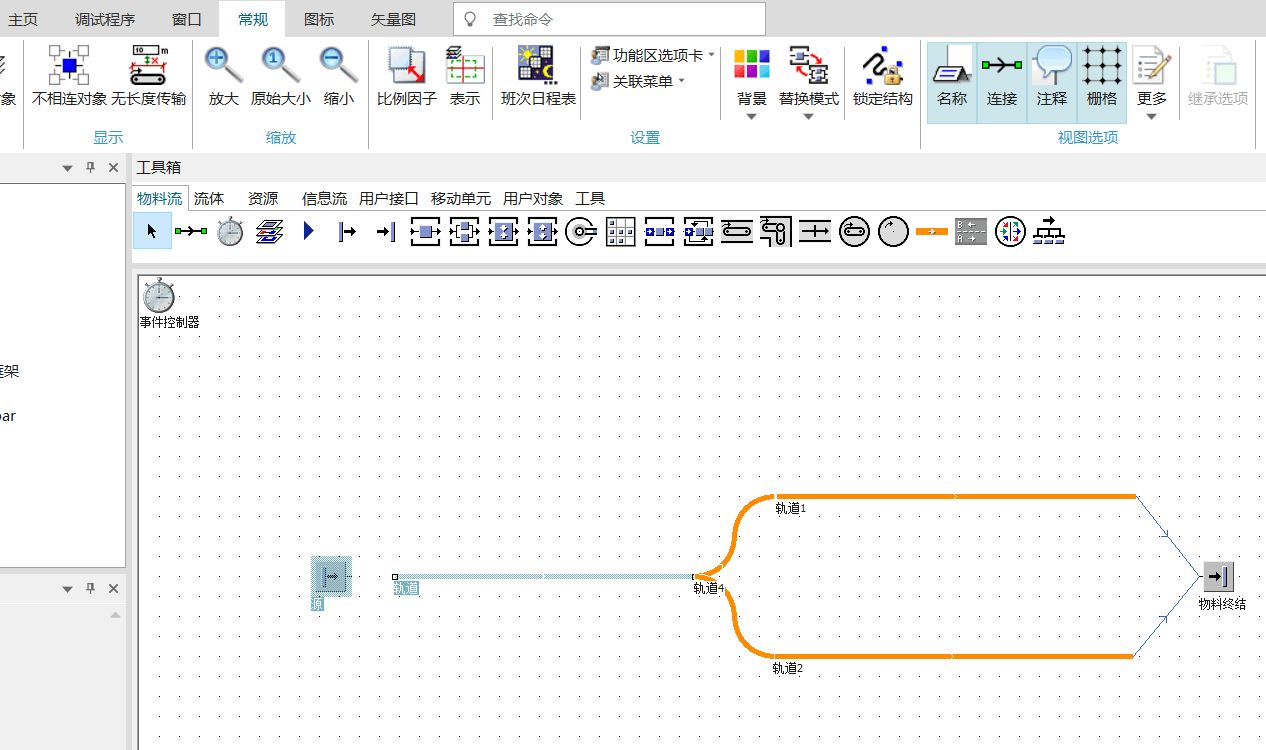 主页 调试程序 窗口 常规 图标 矢量图 查找命令
象 不相连对象 无长度传输 放大 原始大小 缩小 比例因子 表示 班次日程表 功能区选项卡 背景 替换模式 锁定结构 名称 连接 注释 栅格 更多 继承选项
关联菜单
显示 缩放 设置 视图选项
工具箱
物料流 流体 资源 信息流 用户接口 移动单元 用户对象 工具
事件控制器
框架
bar
轨道1
源
轨道
轨道4
物料终结
轨道2